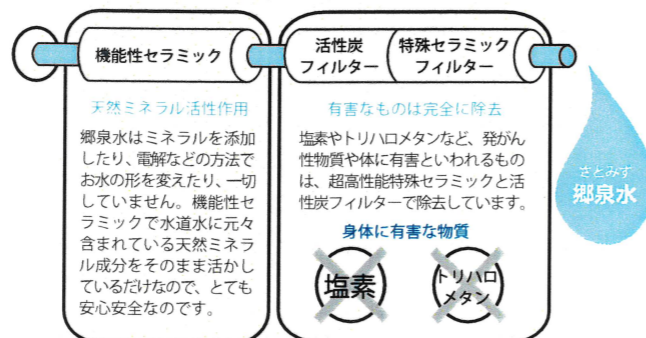 機能性セラミック
活性炭
フィルター
特殊セラミック
フィルター
天然ミネラル活性作用
郷泉水はミネラルを添加
したり、電解などの方法で
お水の形を変えたり、一切
していません。機能性セ
ラミックで水道水に元々
含まれている天然ミネラ
ル成分をそのまま活かし
ているだけなので、とても
安心安全なのです。
有害なものは完全に除去
塩素やトリハロメタンなど、発がん
性物質や体に有害といわれるもの
は、超高性能特殊セラミックと活
性炭フィルターで除去しています。
身体に有害な物質
塩素
トリハロ
メタン
さとみず
郷泉水